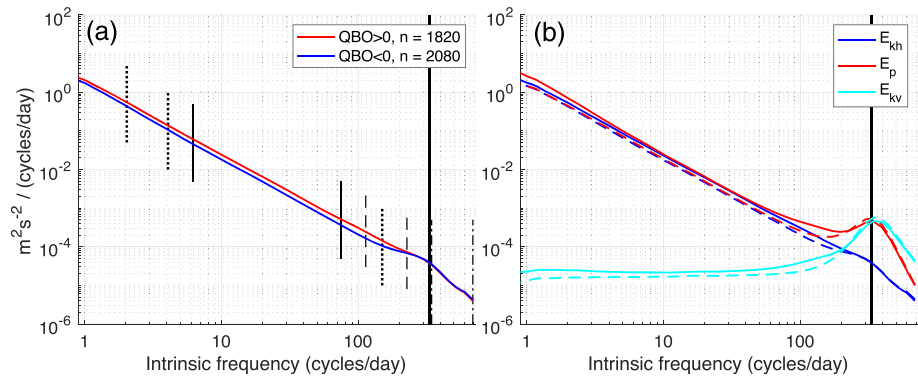 (a)
QBO>0, n = 1820
QBO<0, n = 2080
10^2
10^0
10^-2
10^-4
10^-6
m^2s^-2 / (cycles/day)
1 10 100
Intrinsic frequency (cycles/day)
(b)
E_kh
E_p
E_kv
10^2
10^0
10^-2
10^-4
10^-6
1 10 100
Intrinsic frequency (cycles/day)